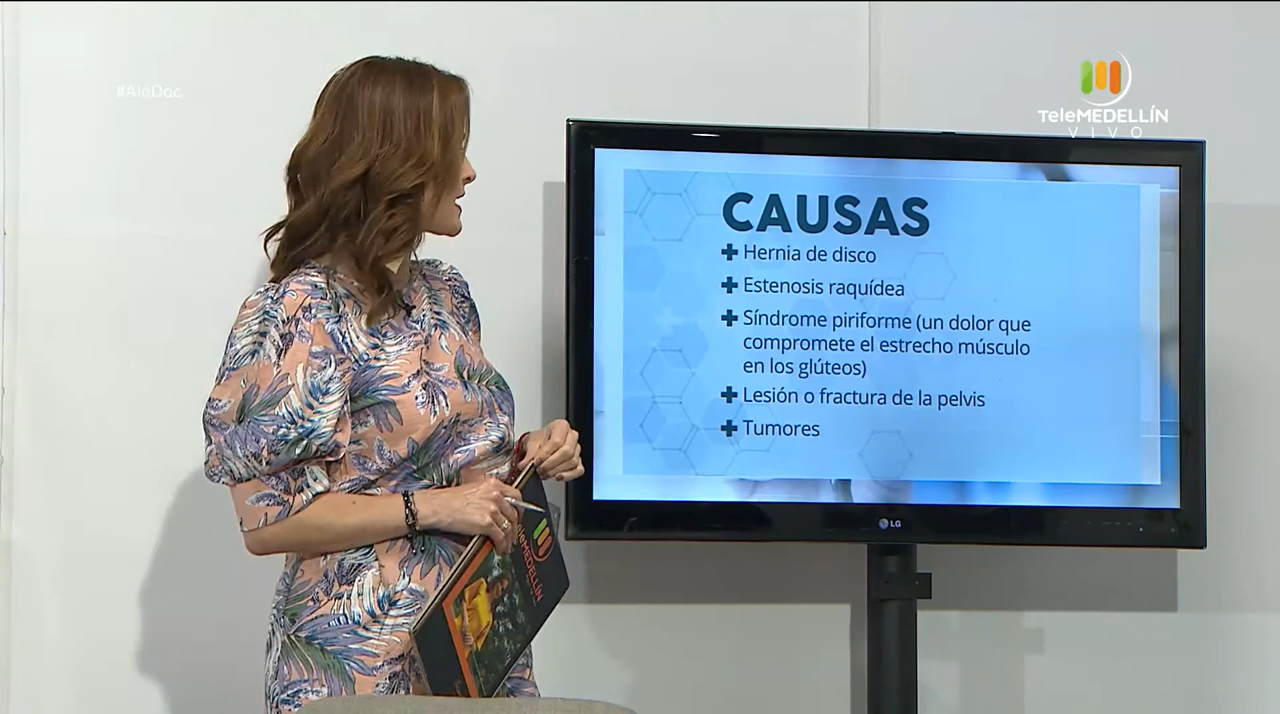 #AlóDoc
TeleMEDELLÍN
VIVO
CAUSAS
+ Hernia de disco
+ Estenosis raquídea
+ Síndrome piriforme (un dolor que
compromete el estrecho músculo
en los glúteos)
+ Lesión o fractura de la pelvis
+ Tumores
LG
TeleMEDELLÍN